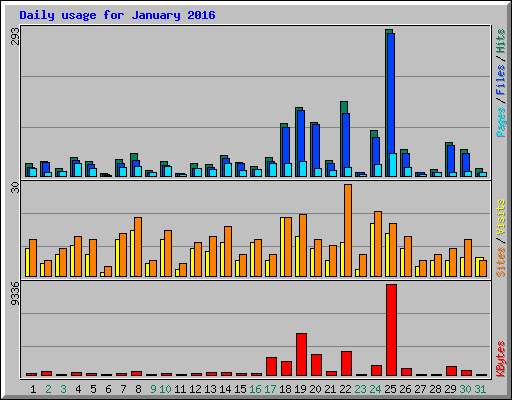 Daily usage for January 2016
293
Pages / Files / Hits
30
Sites / Visits
9336
KBytes
1 2 3 4 5 6 7 8 9 10 11 12 13 14 15 16 17 18 19 20 21 22 23 24 25 26 27 28 29 30 31